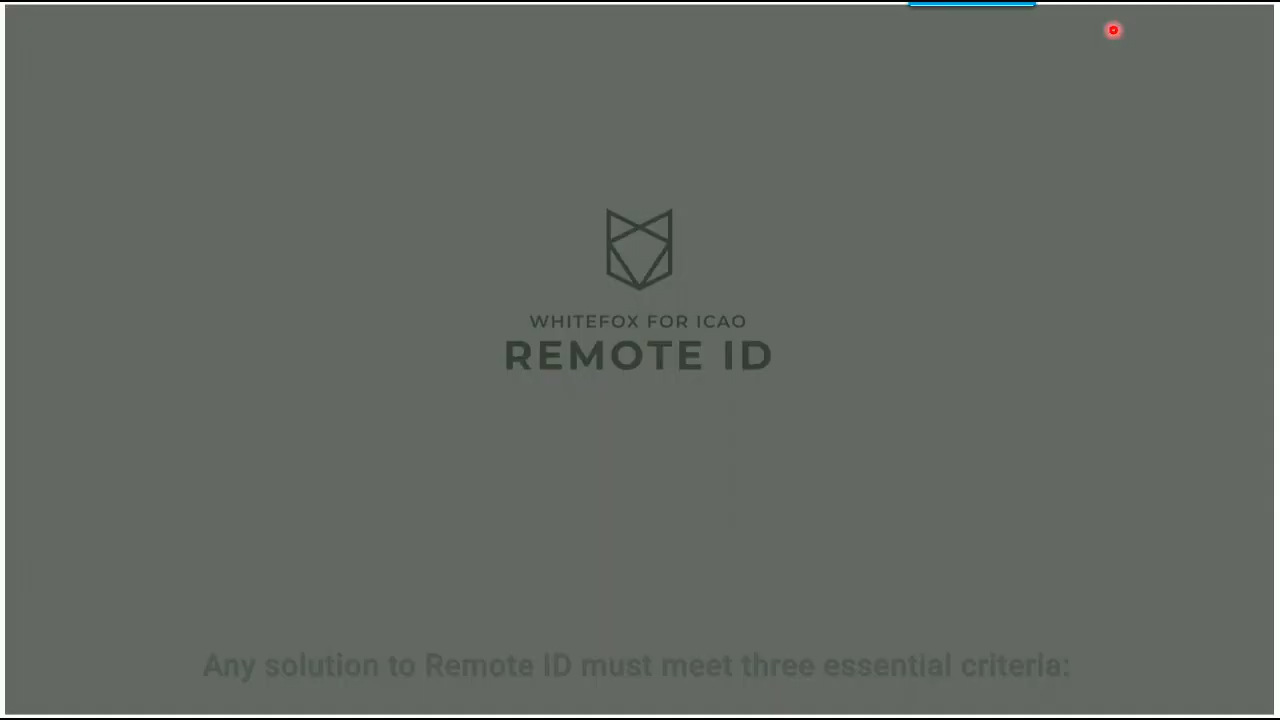 WHITEFOX FOR ICAO
REMOTE ID
Any solution to Remote ID must meet three essential criteria: